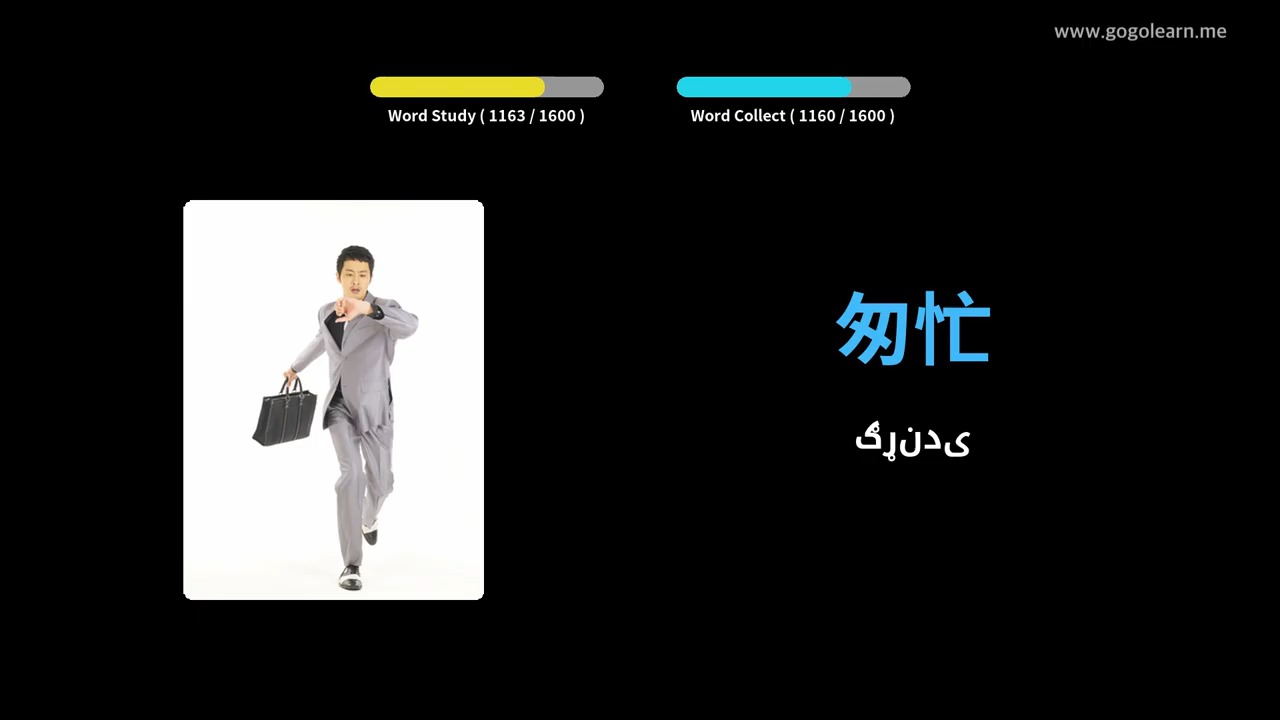 www.gogolearn.me
Word Study ( 1163 / 1600 )
Word Collect ( 1160 / 1600 )
匆忙
ګړندی